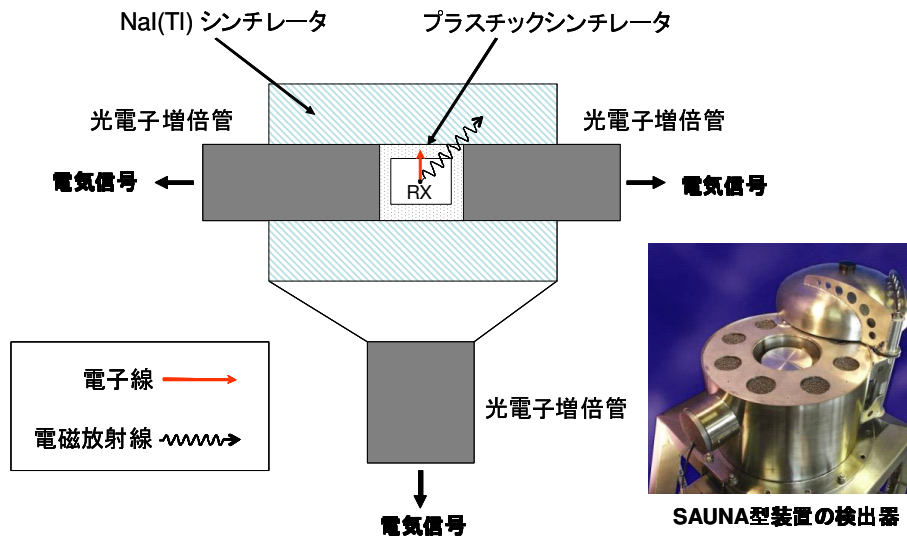 NaI(Tl) シンチレータ
プラスチックシンチレータ
光電子増倍管
光電子増倍管
電気信号
RX
電気信号
電子線
電磁放射線
光電子増倍管
電気信号
SAUNA型装置の検出器